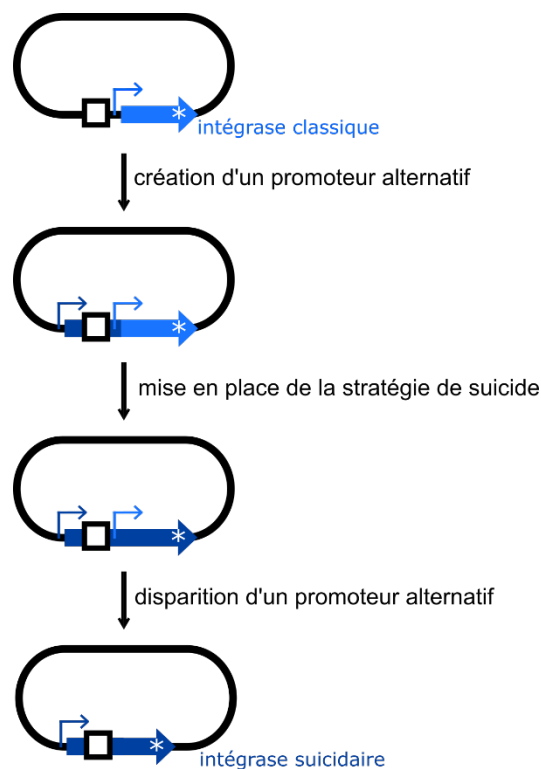 *
intégrase classique
création d'un promoteur alternatif
*
mise en place de la stratégie de suicide
*
disparition d'un promoteur alternatif
*
intégrase suicidaire